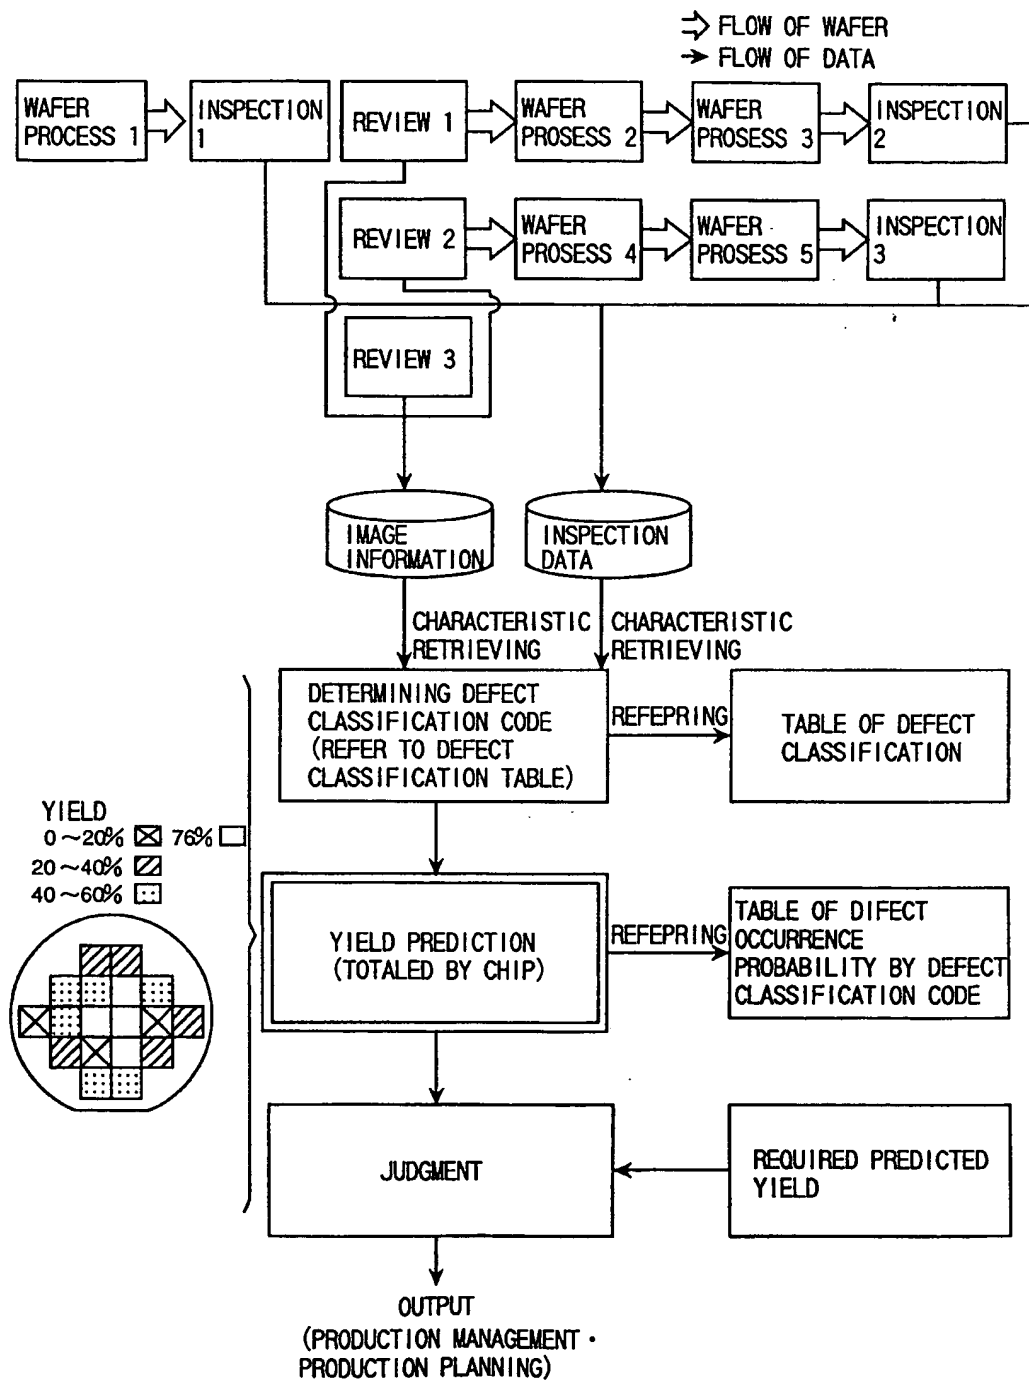 FLOW OF WAFER
FLOW OF DATA
WAFER
PROCESS 1
INSPECTION
1
REVIEW 1
WAFER
PROSESS 2
WAFER
PROSESS 3
INSPECTION
2
REVIEW 2
WAFER
PROSESS 4
WAFER
PROSESS 5
INSPECTION
3
REVIEW 3
IMAGE
INFORMATION
INSPECTION
DATA
CHARACTERISTIC
RETRIEVING
CHARACTERISTIC
RETRIEVING
DETERMINING DEFECT
CLASSIFICATION CODE
(REFER TO DEFECT
CLASSIFICATION TABLE)
REFEPRING
TABLE OF DEFECT
CLASSIFICATION
YIELD
0～20% 76%
20～40%
40～60%
YIELD PREDICTION
(TOTALED BY CHIP)
REFEPRING
TABLE OF DIFECT
OCCURRENCE
PROBABILITY BY DEFECT
CLASSIFICATION CODE
JUDGMENT
REQUIRED PREDICTED
YIELD
OUTPUT
(PRODUCTION MANAGEMENT・
PRODUCTION PLANNING)